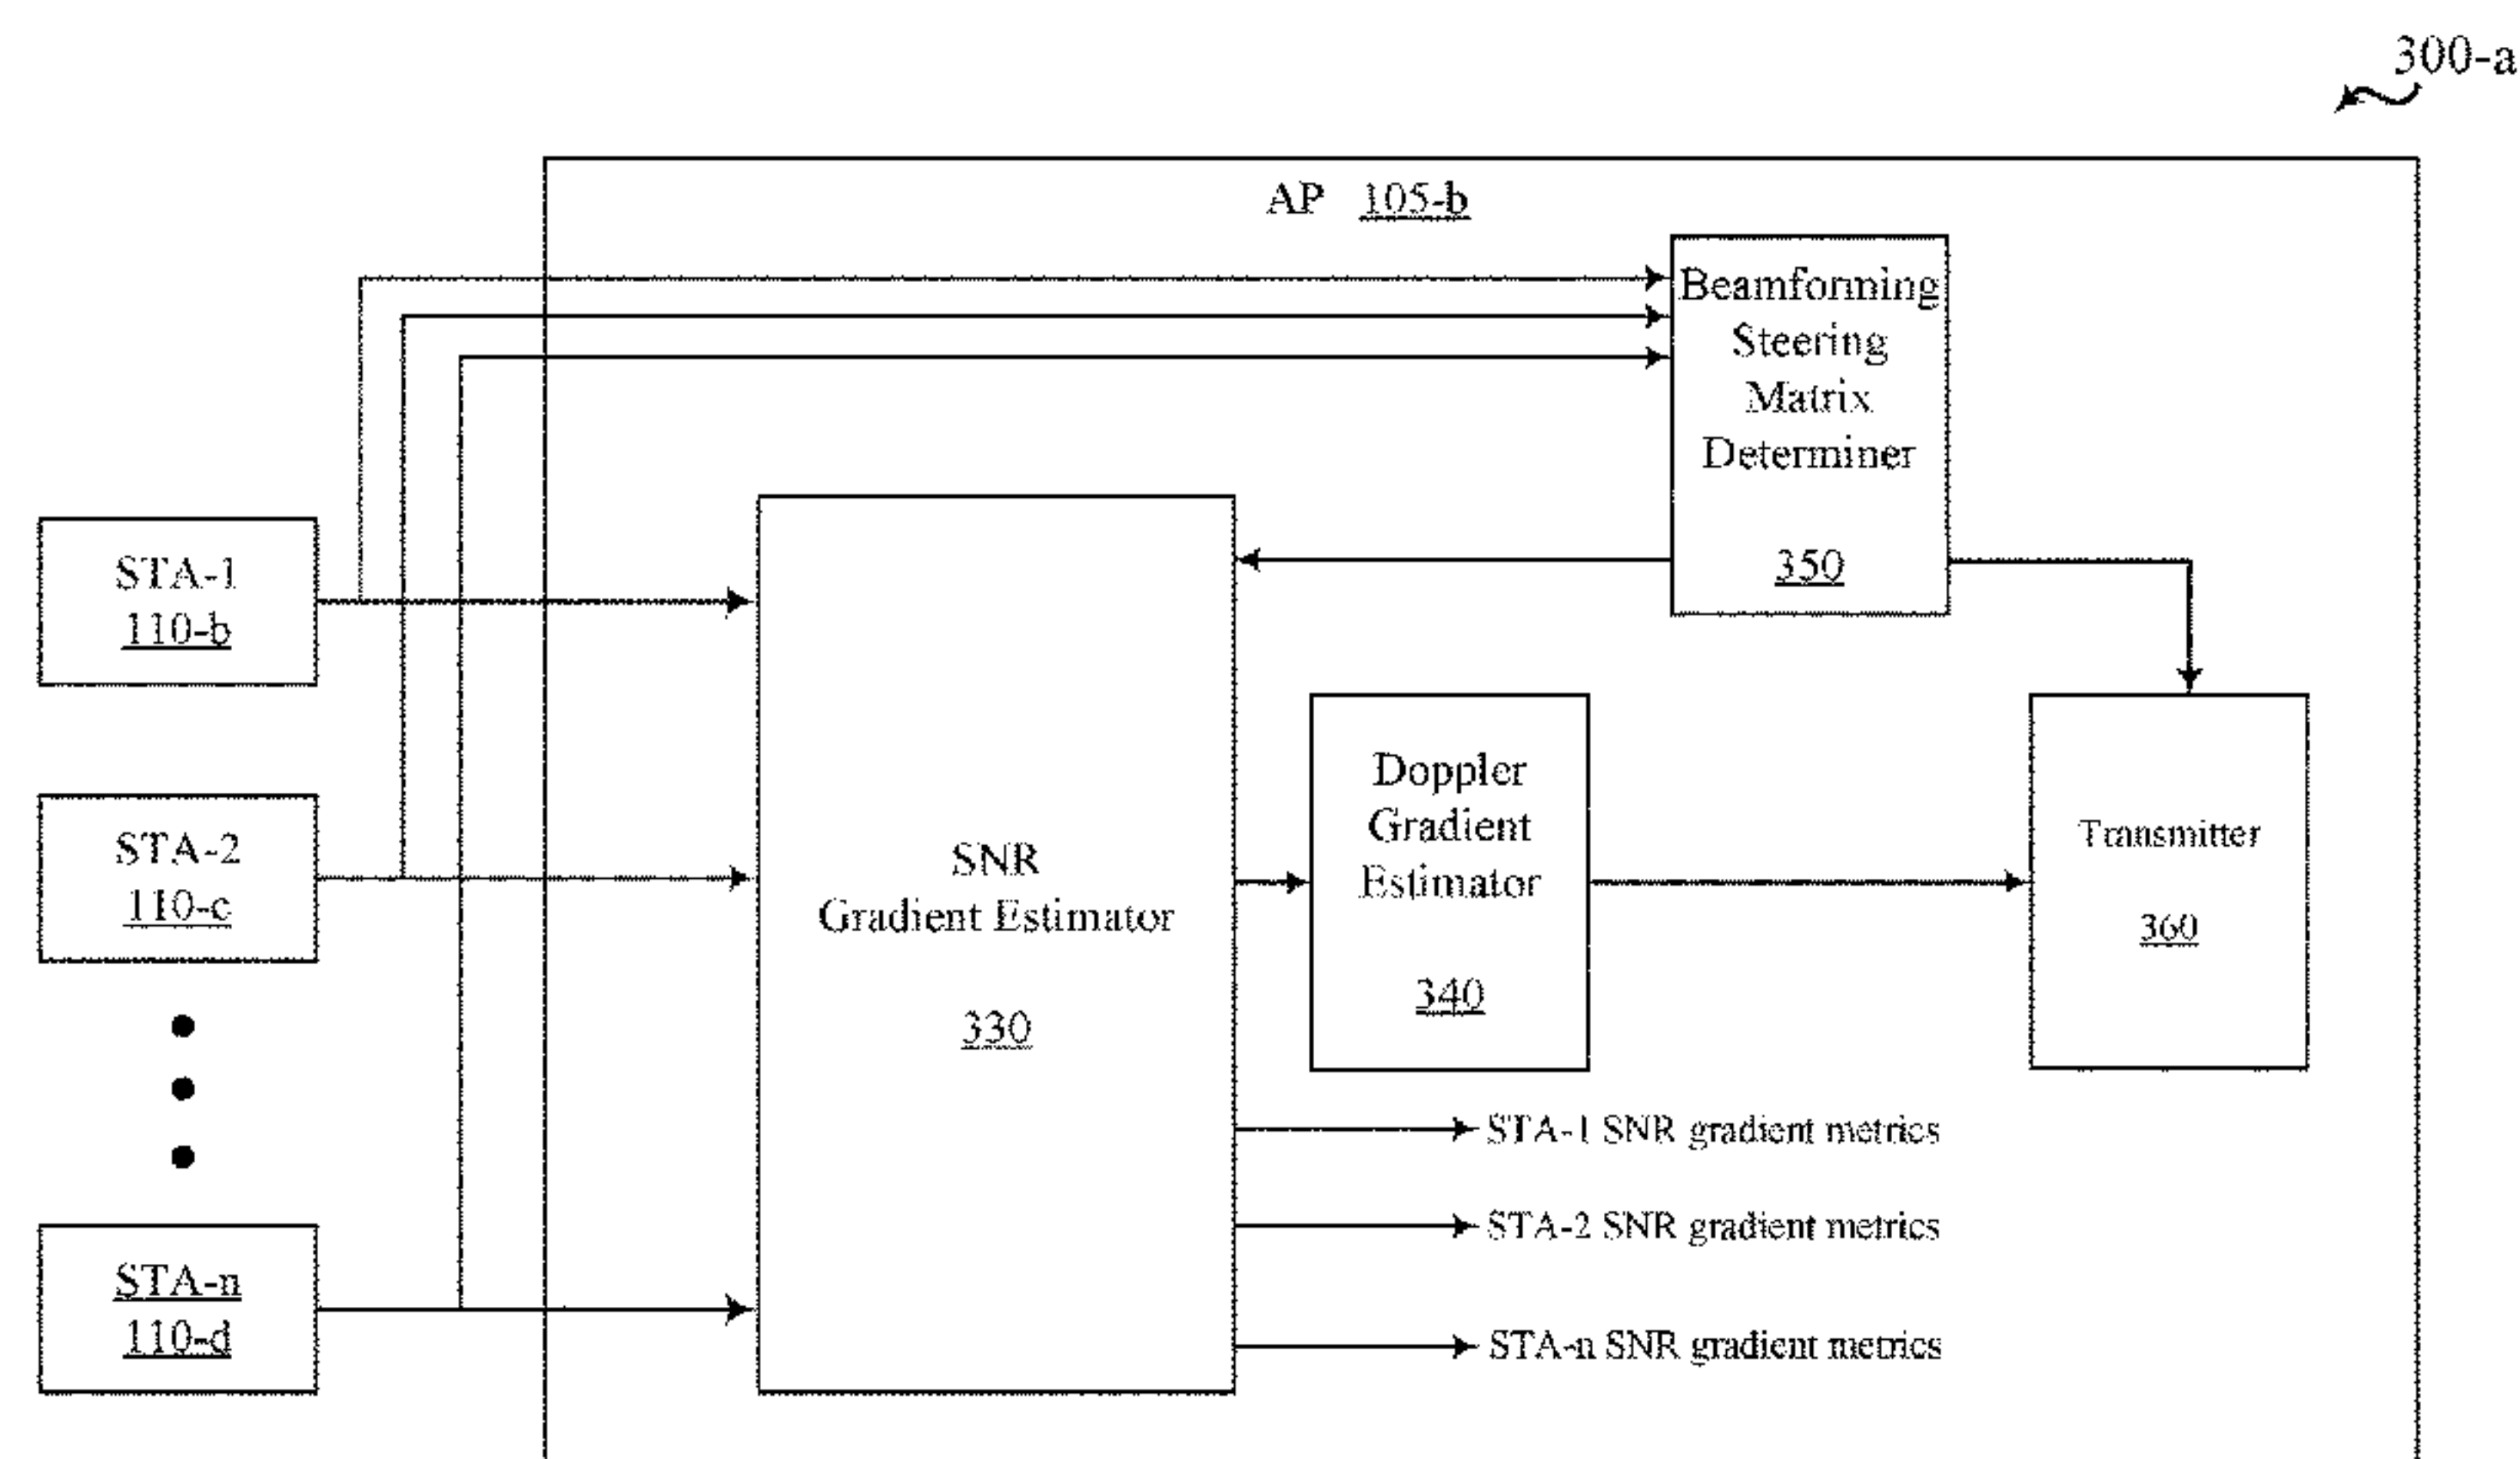 300-a
AP 105-b
Beamforming
Steering
Matrix
Determiner
350
STA-1
110-b
STA-2
110-c
STA-n
110-d
SNR
Gradient Estimator
330
Doppler
Gradient
Estimator
340
Transmitter
360
STA-1 SNR gradient metrics
STA-2 SNR gradient metrics
STA-n SNR gradient metrics